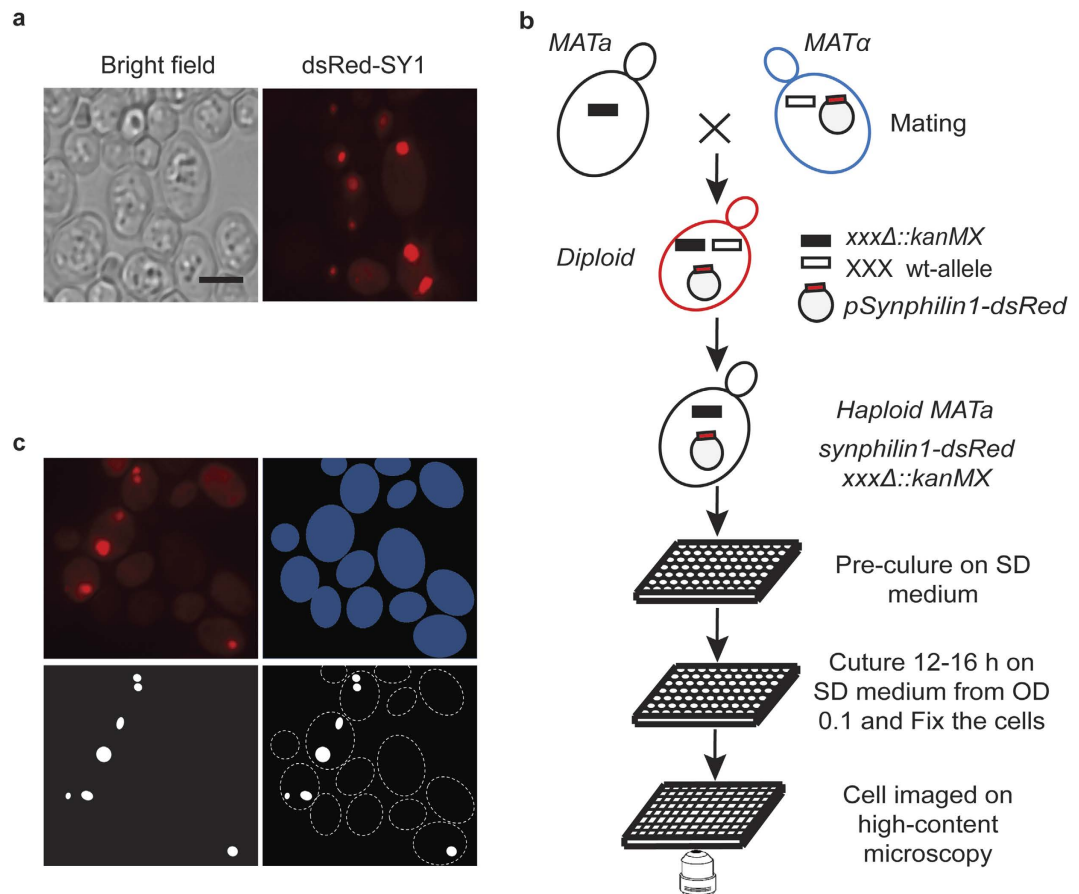 a
Bright field
dsRed-SY1
b
MATa
MATα
Mating
Diploid
xxxΔ::kanMX
XXX wt-allele
pSynphilin1-dsRed
Haploid MATa
synphilin1-dsRed
xxxΔ::kanMX
Pre-culure on SD
medium
Cuture 12-16 h on
SD medium from OD
0.1 and Fix the cells
Cell imaged on
high-content
microscopy
c